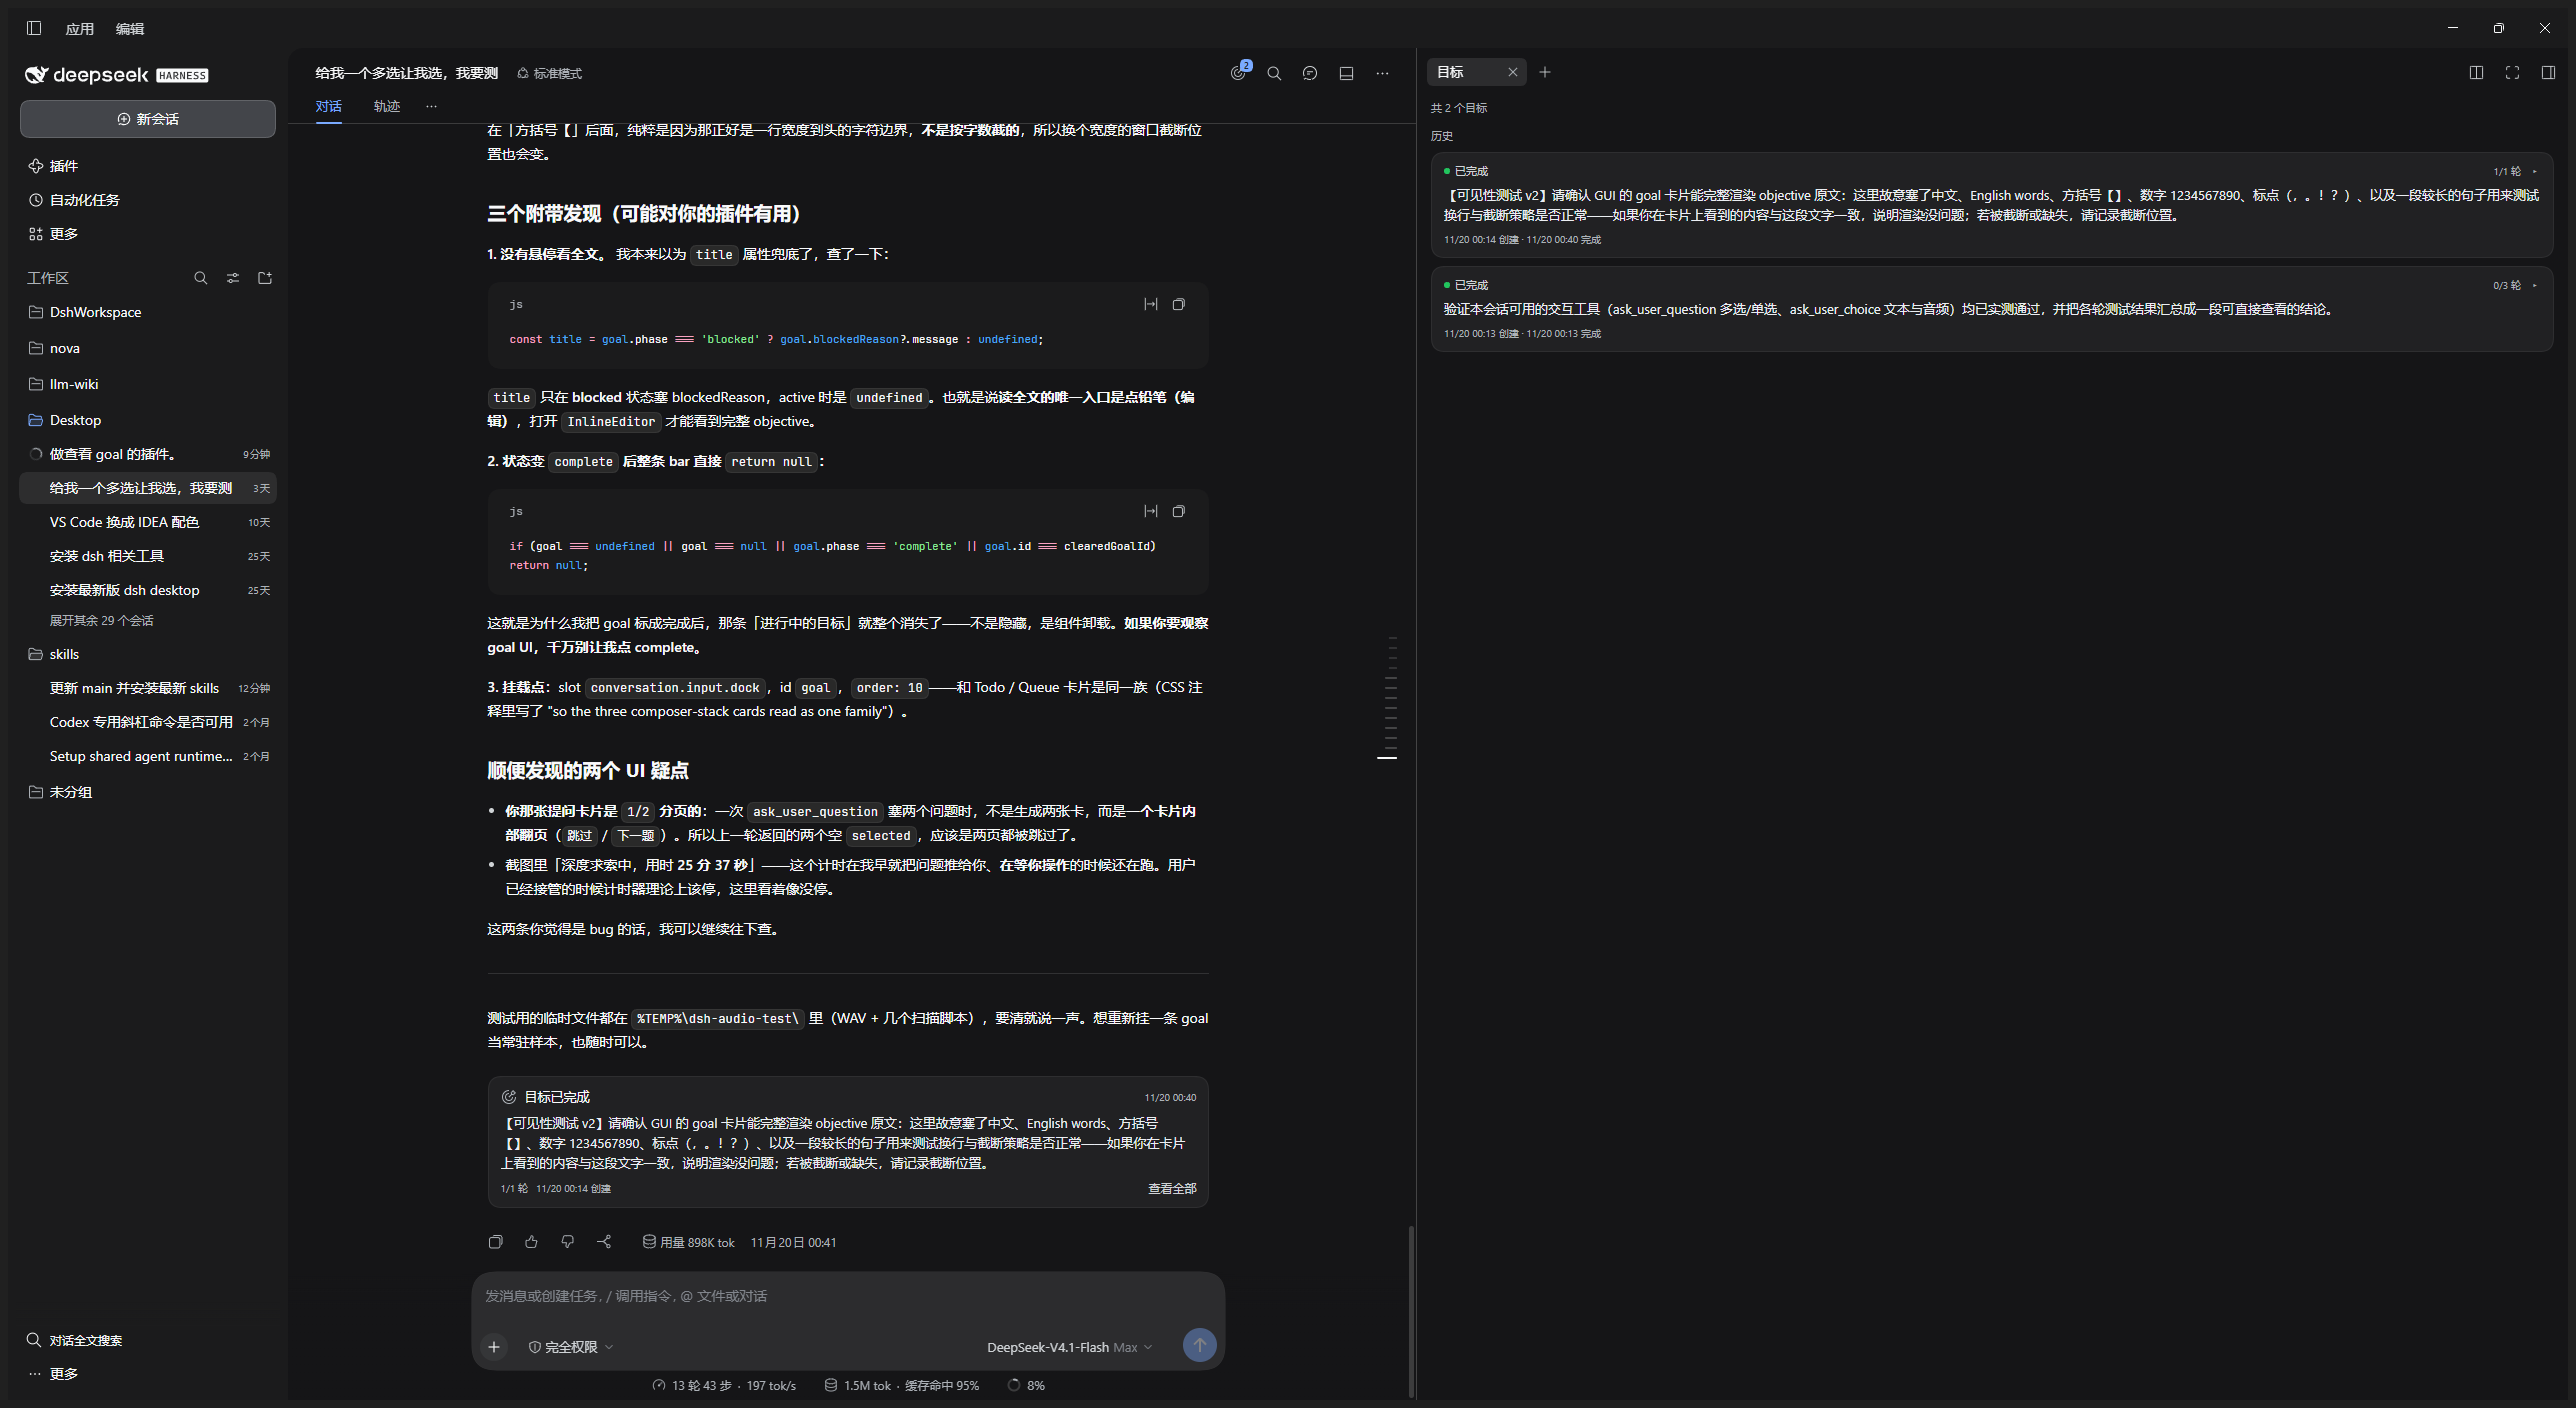 应用 编辑
deepseek HARNESS
新会话
插件
自动化任务
更多
工作区
DshWorkspace
nova
llm-wiki
Desktop
做查看 goal 的插件。 9分钟
给我一个多选让我选，我要测 3天
VS Code 换成 IDEA 配色 10天
安装 dsh 相关工具 25天
安装最新版 dsh desktop 25天
展开其余 29 个会话
skills
更新 main 并安装最新 skills 12分钟
Codex 专用斜杠命令是否可用 2个月
Setup shared agent runtime... 2个月
未分组
对话全文搜索
更多
给我一个多选让我选，我要测 标准模式 2
对话 轨迹
在「方括号【】后面，纯粹是因为那正好是一行宽度到头的字符边界，不是按字数截的，所以换个宽度的窗口截断位
置也会变。
三个附带发现（可能对你的插件有用）
1. 没有悬停看全文。 我本来以为 title 属性兜底了，查了一下：
js
const title = goal.phase === 'blocked' ? goal.blockedReason?.message : undefined;
title 只在 blocked 状态塞 blockedReason，active 时是 undefined。也就是说读全文的唯一入口是点铅笔（编
辑），打开 InlineEditor 才能看到完整 objective。
2. 状态变 complete 后整条 bar 直接 return null：
js
if (goal === undefined || goal === null || goal.phase === 'complete' || goal.id === clearedGoalId)
return null;
这就是为什么我把 goal 标成完成后，那条「进行中的目标」就整个消失了——不是隐藏，是组件卸载。如果你要观察
goal UI，千万别让我点 complete。
3. 挂载点：slot conversation.input.dock，id goal，order: 10——和 Todo / Queue 卡片是同一族（CSS 注
释里写了 "so the three composer-stack cards read as one family"）。
顺便发现的两个 UI 疑点
• 你那张提问卡片是 1/2 分页的：一次 ask_user_question 塞两个问题时，不是生成两张卡，而是一个卡片内
部翻页（跳过 / 下一题）。所以上一轮返回的两个空 selected，应该是两页都被跳过了。
• 截图里「深度求索中，用时 25 分 37 秒」——这个计时在我早就把问题推给你、在等你操作的时候还在跑。用户
已经接管的时候计时器理论上该停，这里看着像没停。
这两条你觉得是 bug 的话，我可以继续往下查。
测试用的临时文件都在 %TEMP%\dsh-audio-test\ 里（WAV + 几个扫描脚本），要清就说一声。想重新挂一条 goal
当常驻样本，也随时可以。
目标已完成 11/20 00:40
【可见性测试 v2】请确认 GUI 的 goal 卡片能完整渲染 objective 原文：这里故意塞了中文、English words、方括号
【】、数字 1234567890、标点（，。！？）、以及一段较长的句子用来测试换行与截断策略是否正常——如果你在卡片
上看到的内容与这段文字一致，说明渲染没问题；若被截断或缺失，请记录截断位置。
1/1 轮 11/20 00:14 创建 查看全部
用量 898K tok 11月20日 00:41
发消息或创建任务, / 调用指令, @ 文件或对话
完全权限 DeepSeek-V4.1-Flash Max
13 轮 43 步 · 197 tok/s 1.5M tok · 缓存命中 95% 8%
目标
共 2 个目标
历史
已完成 1/1 轮
【可见性测试 v2】请确认 GUI 的 goal 卡片能完整渲染 objective 原文：这里故意塞了中文、English words、方括号【】、数字 1234567890、标点（，。！？）、以及一段较长的句子用来测试
换行与截断策略是否正常——如果你在卡片上看到的内容与这段文字一致，说明渲染没问题；若被截断或缺失，请记录截断位置。
11/20 00:14 创建 · 11/20 00:40 完成
已完成 0/3 轮
验证本会话可用的交互工具（ask_user_question 多选/单选、ask_user_choice 文本与音频）均已实测通过，并把各轮测试结果汇总成一段可直接查看的结论。
11/20 00:13 创建 · 11/20 00:13 完成